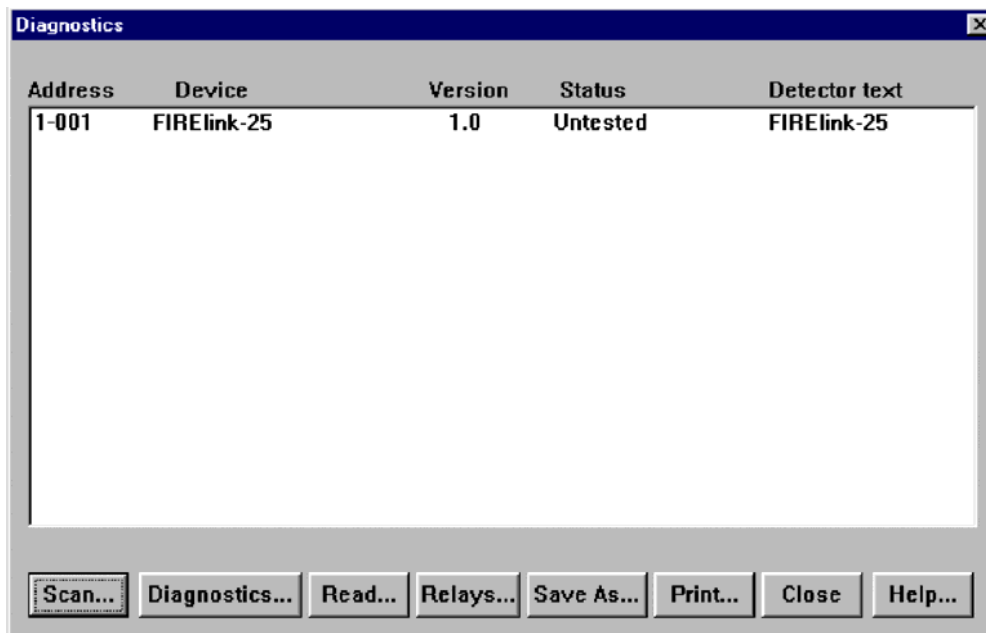 Diagnostics
Address Device Version Status Detector text
1-001 FIRElink-25 1.0 Untested FIRElink-25
Scan... Diagnostics... Read... Relays... Save As... Print... Close Help...